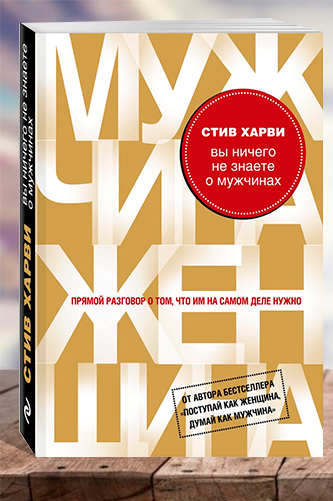 МУЖ
ЧИНА
ЖЕН
ЩИНА
СТИВ ХАРВИ
вы ничего
не знаете
о мужчинах
ПРЯМОЙ РАЗГОВОР О ТОМ, ЧТО ИМ НА САМОМ ДЕЛЕ НУЖНО
ОТ АВТОРА БЕСТСЕЛЛЕРА
«ПОСТУПАЙ КАК ЖЕНЩИНА,
ДУМАЙ КАК МУЖЧИНА»
СТИВ ХАРВИ
вы ничего не знаете
о мужчинах